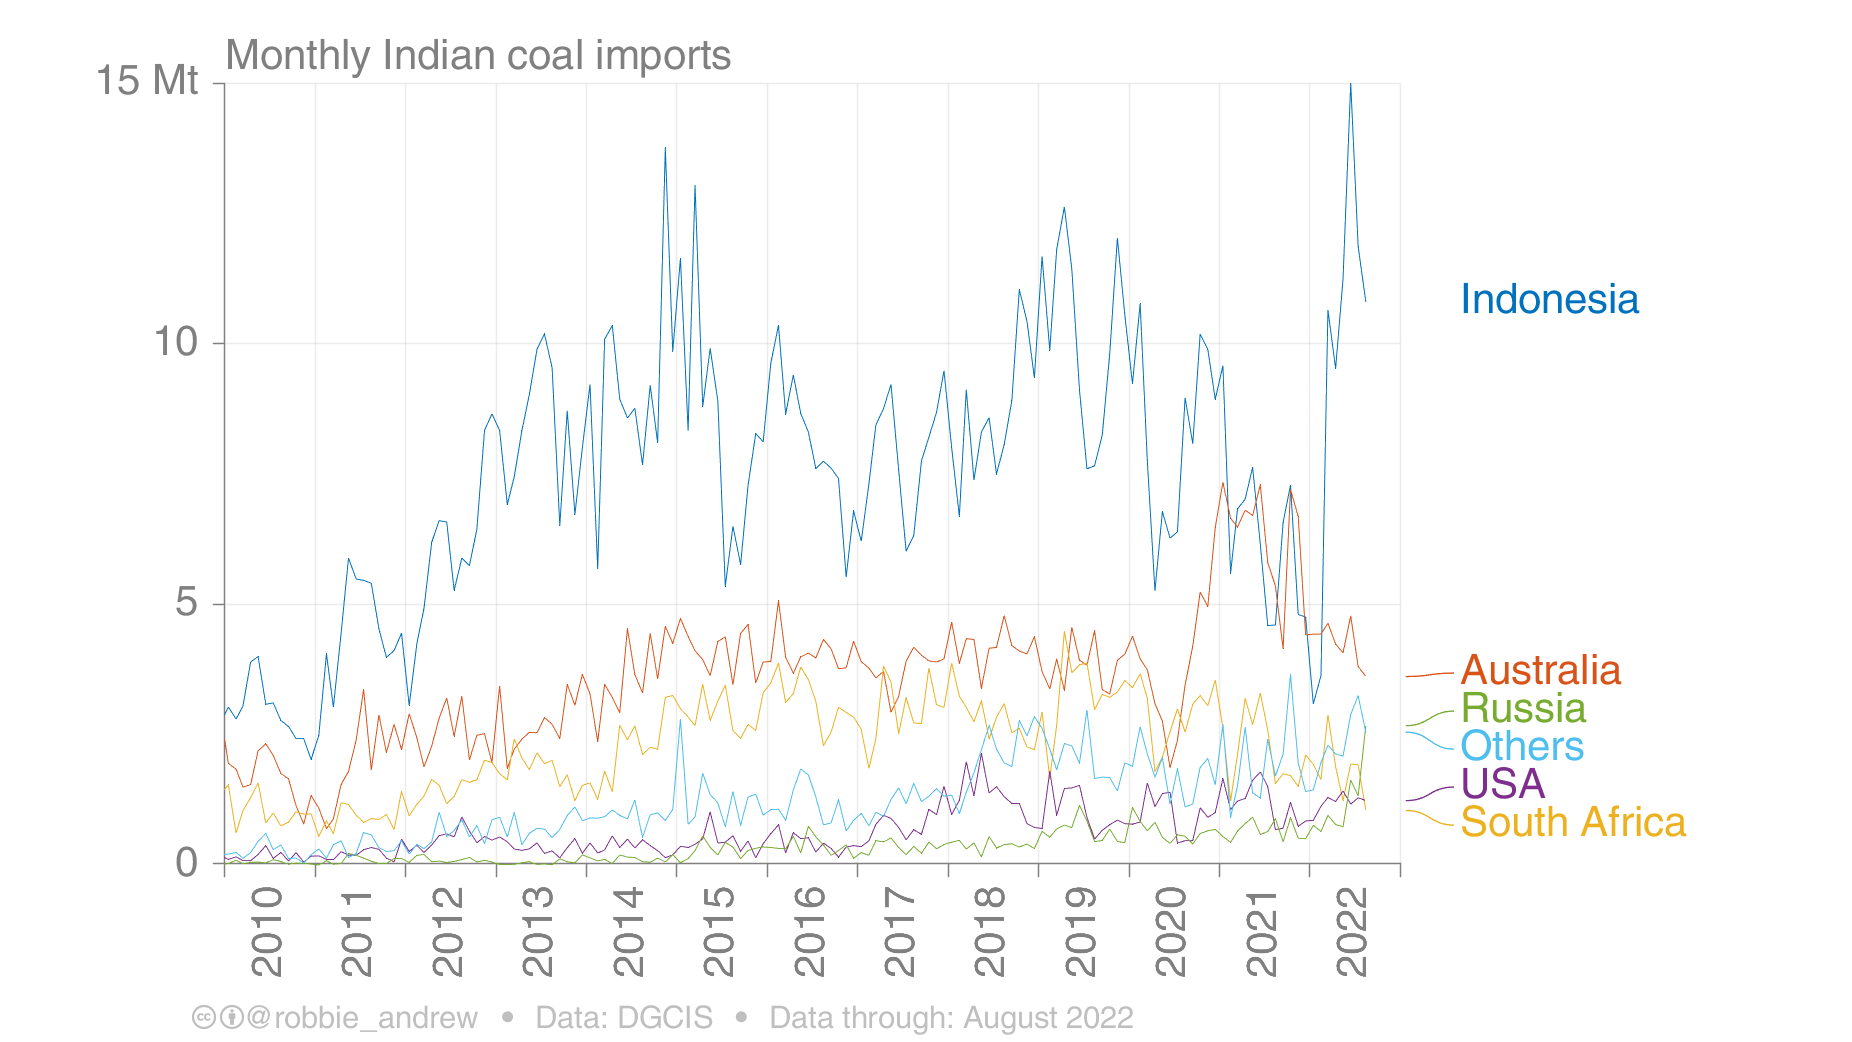 Monthly Indian coal imports
15 Mt
10
5
0
Indonesia
Australia
Russia
Others
USA
South Africa
2010 2011 2012 2013 2014 2015 2016 2017 2018 2019 2020 2021 2022
@robbie_andrew • Data: DGCIS • Data through: August 2022